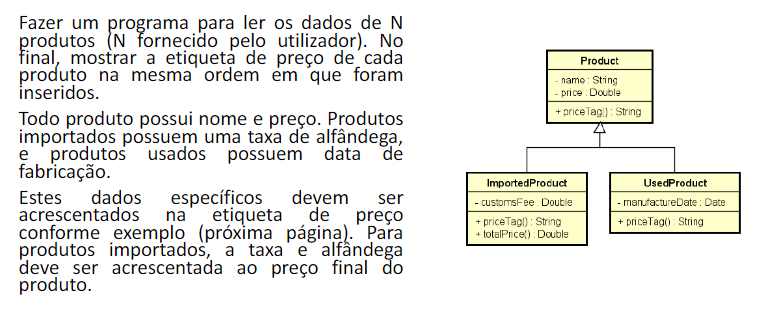 Fazer um programa para ler os dados de N
produtos (N fornecido pelo utilizador). No
final, mostrar a etiqueta de preço de cada
produto na mesma ordem em que foram
inseridos.
Todo produto possui nome e preço. Produtos
importados possuem uma taxa de alfândega,
e produtos usados possuem data de
fabricação.
Estes dados específicos devem ser
acrescentados na etiqueta de preço
conforme exemplo (próxima página). Para
produtos importados, a taxa e alfândega
deve ser acrescentada ao preço final do
produto.
Product
- name : String
- price : Double
+ priceTag() : String
ImportedProduct
- customsFee : Double
+ priceTag() : String
+ totalPrice() : Double
UsedProduct
- manufactureDate : Date
+ priceTag() : String